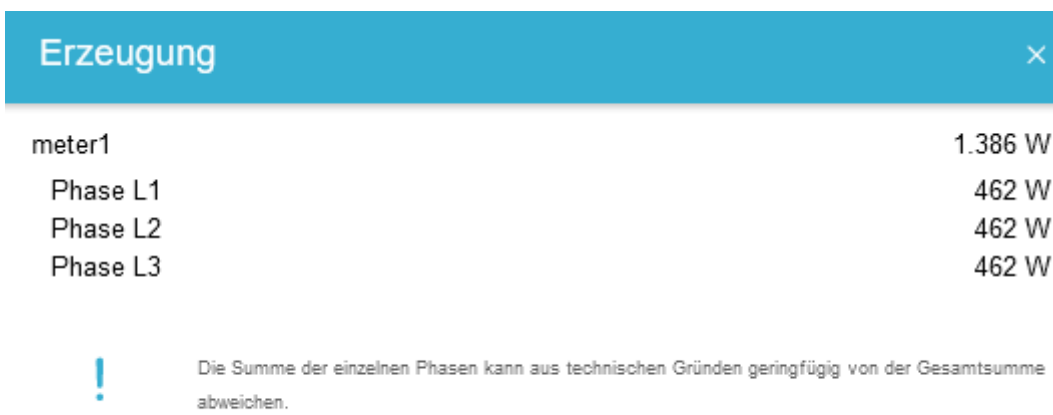 Erzeugung ×
meter1 1.386 W
Phase L1 462 W
Phase L2 462 W
Phase L3 462 W
! Die Summe der einzelnen Phasen kann aus technischen Gründen geringfügig von der Gesamtsumme
abweichen.